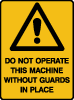 DO NOT OPERATE
THIS MACHINE
WITHOUT GUARDS
IN PLACE